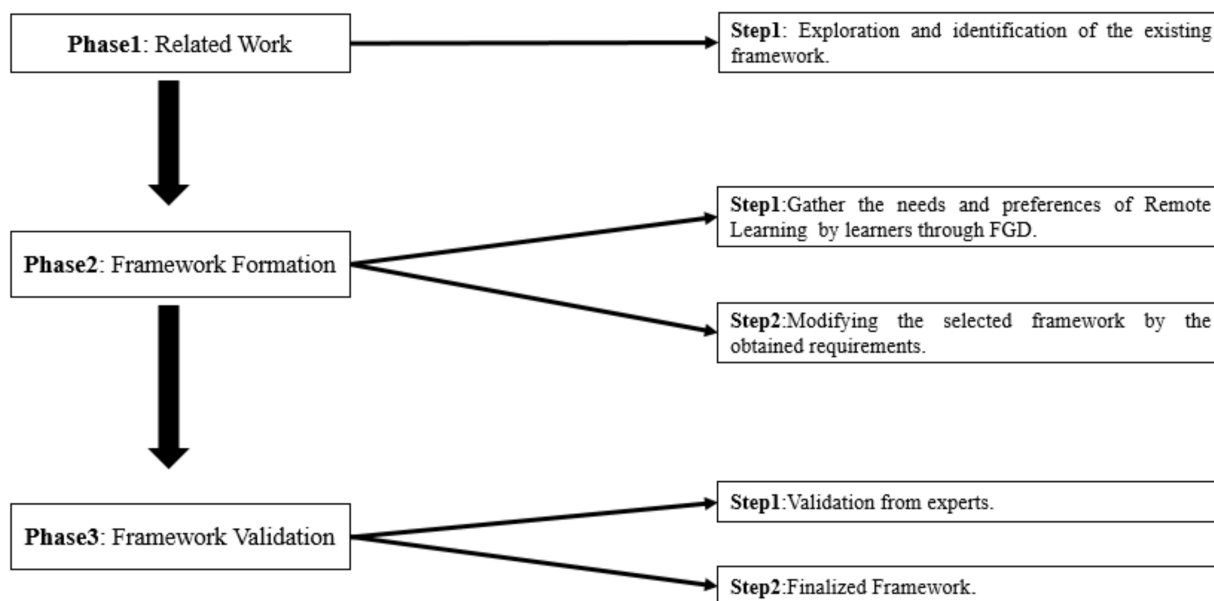 Phase1: Related Work
Step1: Exploration and identification of the existing
framework.
Phase2: Framework Formation
Step1:Gather the needs and preferences of Remote
Learning by learners through FGD.
Step2:Modifying the selected framework by the
obtained requirements.
Phase3: Framework Validation
Step1:Validation from experts.
Step2:Finalized Framework.